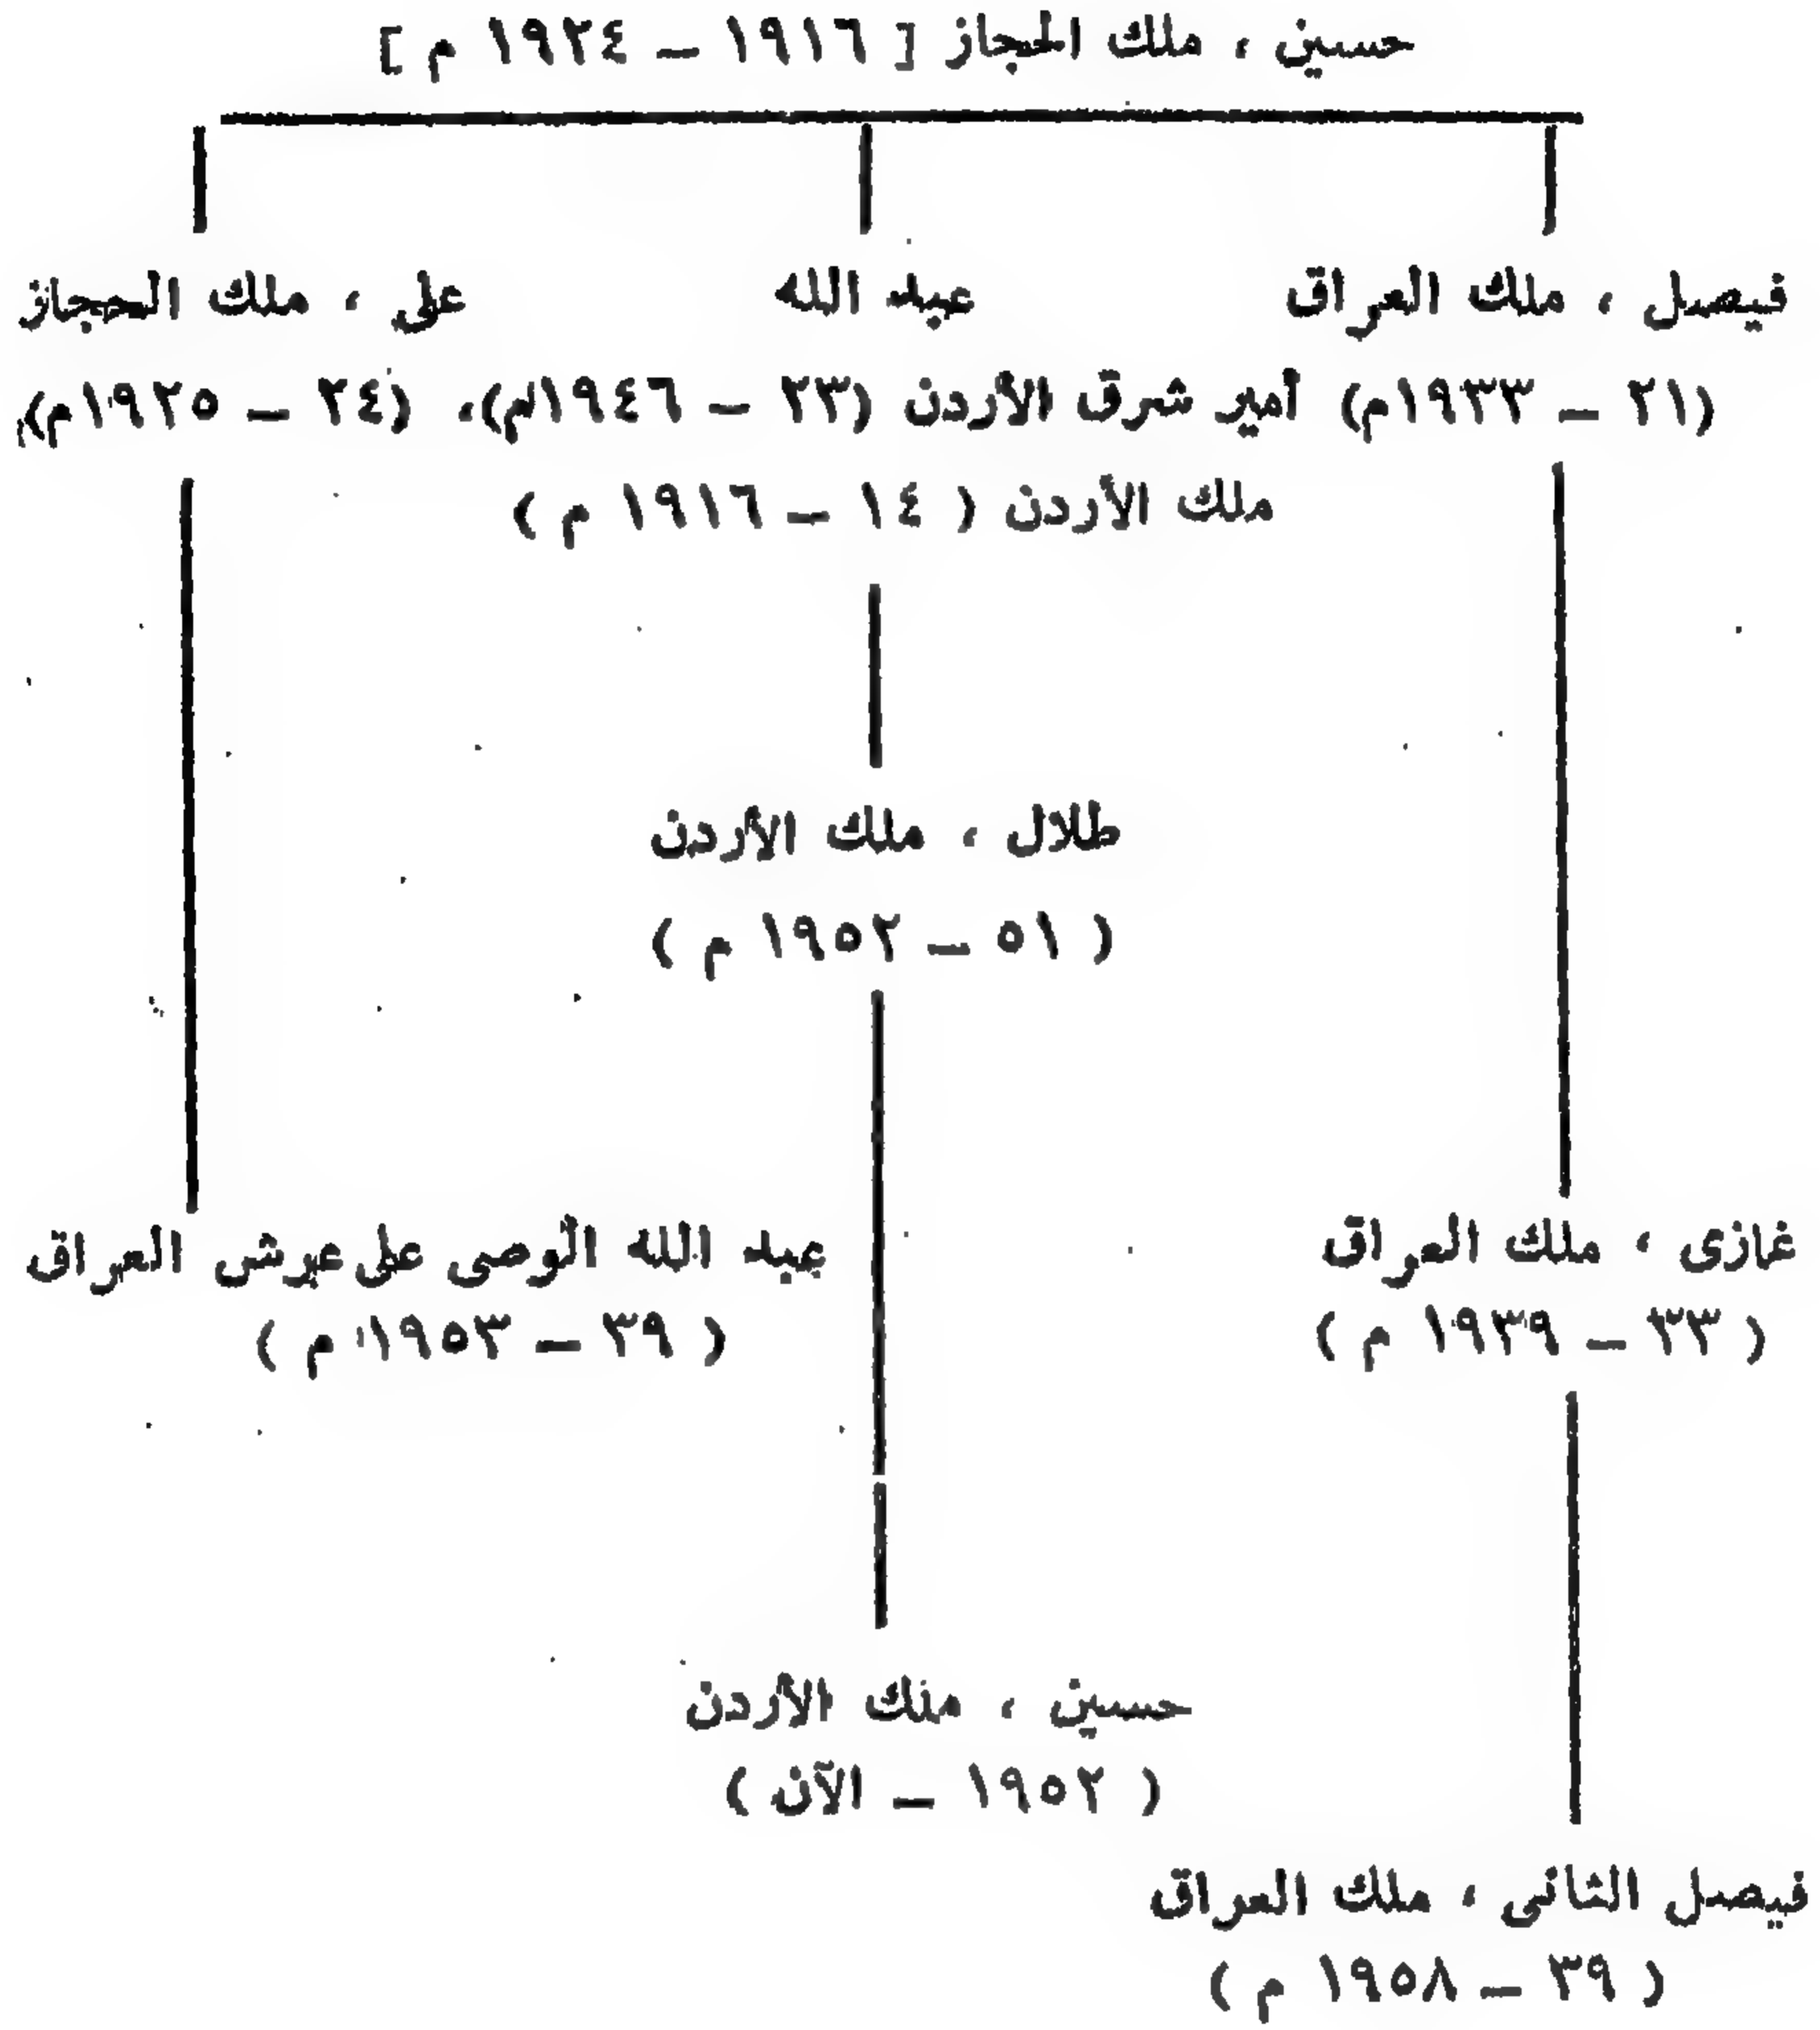 حسين ، ملك الحجاز [ ١٩١٦ – ١٩٢٤ م ]
فيصل ، ملك العراق
عبد الله
على ، ملك الحجاز
(٢١ – ١٩٣٣م)
أمير شرق الأردن (٢٣ – ١٩٤٦م)،
(٢٤ – ١٩٢٥م)
ملك الأردن ( ١٤ – ١٩١٦ م )
طلال ، ملك الأردن
( ٥١ – ١٩٥٢ م )
غازى ، ملك العراق
عبد الله الوصى على عرش العراق
( ٣٣ – ١٩٣٩ م )
( ٣٩ – ١٩٥٣ م )
حسين ، ملك الأردن
( ١٩٥٢ – الآن )
فيصل الثانى ، ملك العراق
( ٣٩ – ١٩٥٨ م )